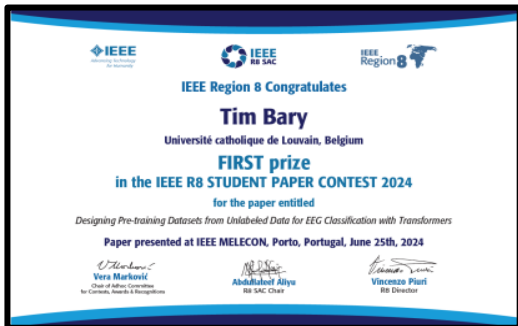 IEEE
Advancing Technology
for Humanity
IEEE
R8 SAC
IEEE
Region 8
IEEE Region 8 Congratulates
Tim Bary
Université catholique de Louvain, Belgium
FIRST prize
in the IEEE R8 STUDENT PAPER CONTEST 2024
for the paper entitled
Designing Pre-training Datasets from Unlabeled Data for EEG Classification with Transformers
Paper presented at IEEE MELECON, Porto, Portugal, June 25th, 2024
Vera Marković
Chair of Adhoc Committee
for Contests, Awards & Recognitions
Abdullateef Aliyu
R8 SAC Chair
Vincenzo Piuri
R8 Director